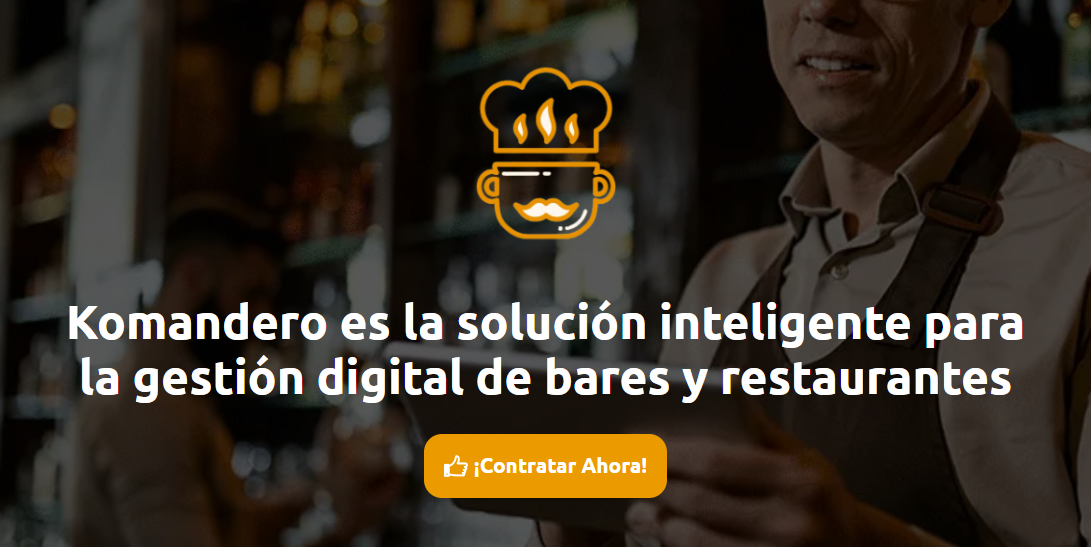 Komandero es la solución inteligente para
la gestión digital de bares y restaurantes
¡Contratar Ahora!